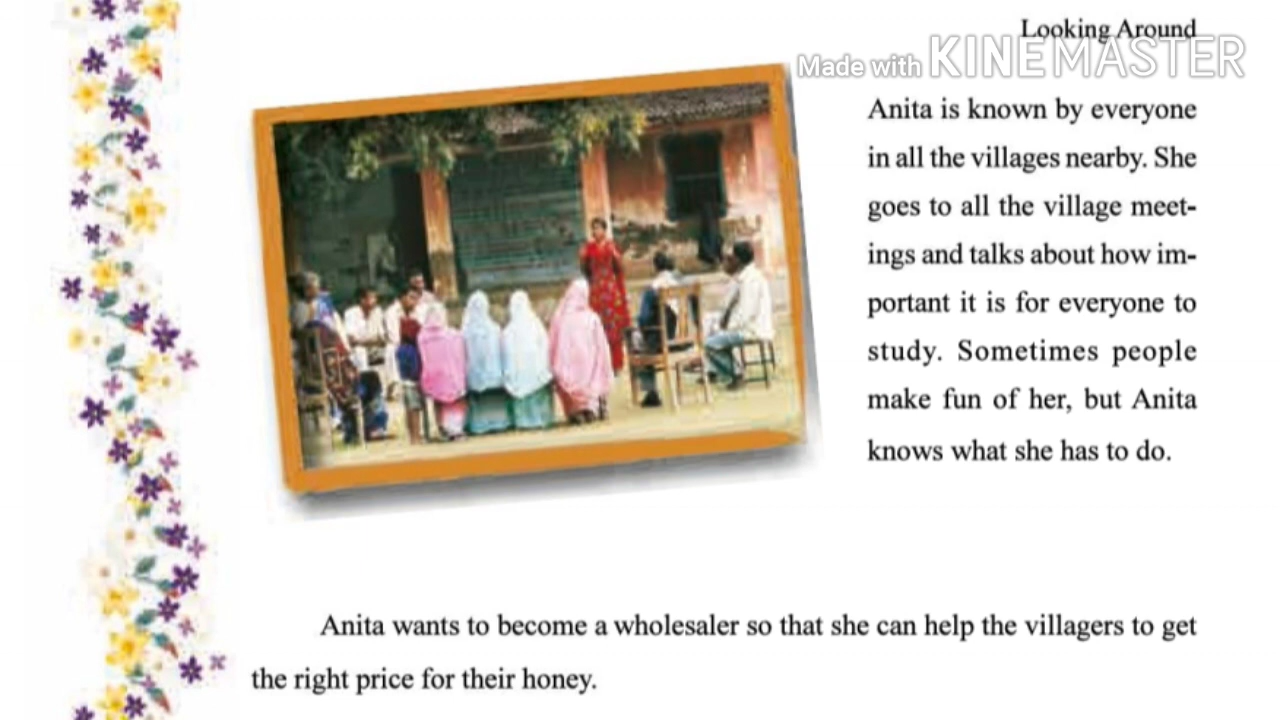 Looking Around
Made with KINEMASTER
Anita is known by everyone
in all the villages nearby. She
goes to all the village meet-
ings and talks about how im-
portant it is for everyone to
study. Sometimes people
make fun of her, but Anita
knows what she has to do.
Anita wants to become a wholesaler so that she can help the villagers to get
the right price for their honey.